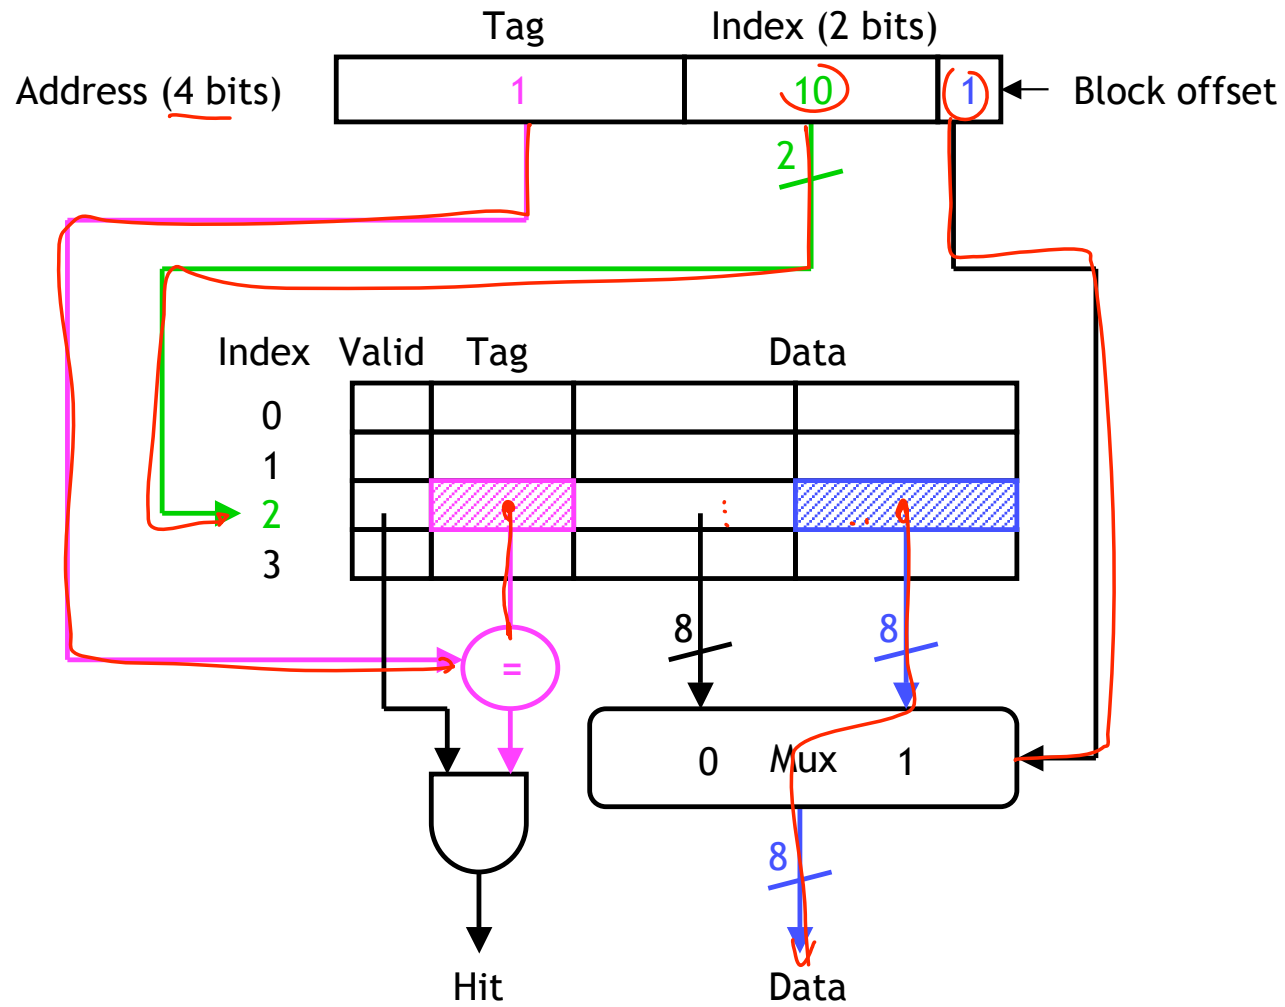 Tag Index (2 bits)
Address (4 bits) 1 10 1 Block offset
2
Index Valid Tag Data
0
1
2
3
8 8
=
0 Mux 1
8
Hit Data